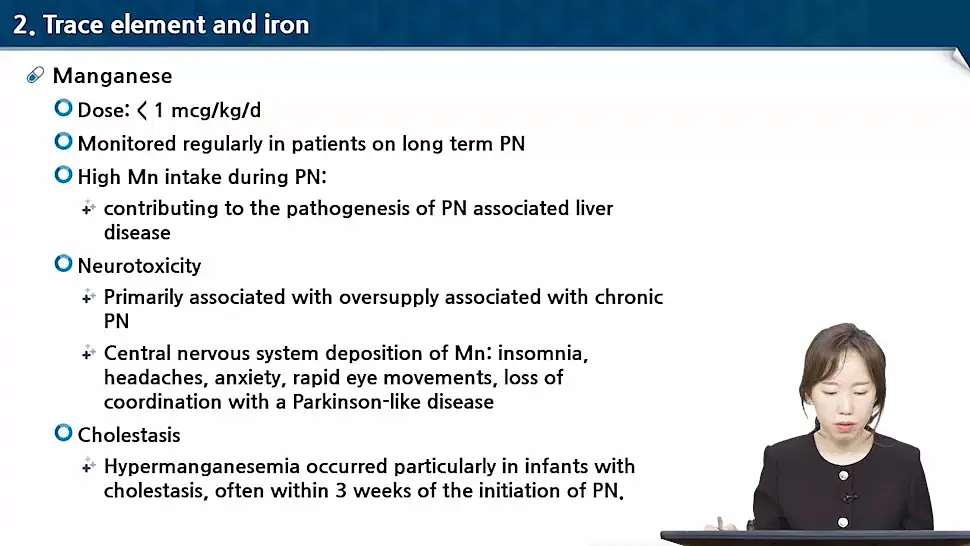 2. Trace element and iron
Manganese
Dose: < 1 mcg/kg/d
Monitored regularly in patients on long term PN
High Mn intake during PN:
contributing to the pathogenesis of PN associated liver
disease
Neurotoxicity
Primarily associated with oversupply associated with chronic
PN
Central nervous system deposition of Mn: insomnia,
headaches, anxiety, rapid eye movements, loss of
coordination with a Parkinson-like disease
Cholestasis
Hypermanganesemia occurred particularly in infants with
cholestasis, often within 3 weeks of the initiation of PN.